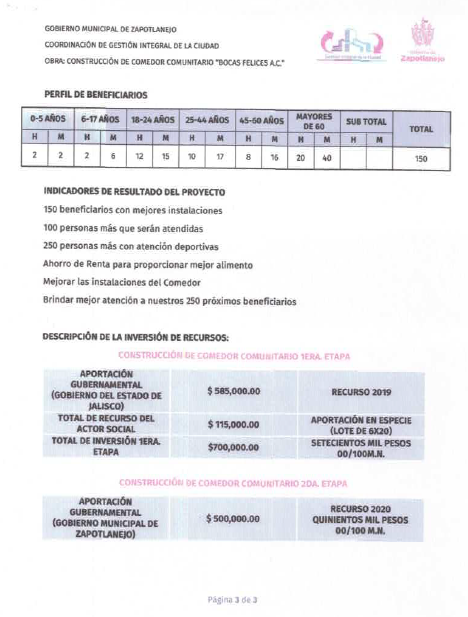 GOBIERNO MUNICIPAL DE ZAPOTLANEJO
COORDINACIÓN DE GESTIÓN INTEGRAL DE LA CIUDAD
OBRA: CONSTRUCCIÓN DE COMEDOR COMUNITARIO "BOCAS FELICES A.C."
Zapotlanejo
PERFIL DE BENEFICIARIOS
0-5 AÑOS 6-17 AÑOS 18-24 AÑOS 25-44 AÑOS 45-60 AÑOS MAYORES DE 60 SUB TOTAL TOTAL
H M H M H M H M H M H M H M
2 2 2 6 12 15 10 17 8 16 20 40 150
INDICADORES DE RESULTADO DEL PROYECTO
150 beneficiarios con mejores instalaciones
100 personas más que serán atendidas
250 personas más con atención deportivas
Ahorro de Renta para proporcionar mejor alimento
Mejorar las instalaciones del Comedor
Brindar mejor atención a nuestros 250 próximos beneficiarios
DESCRIPCIÓN DE LA INVERSIÓN DE RECURSOS:
CONSTRUCCIÓN DE COMEDOR COMUNITARIO 1ERA. ETAPA
APORTACIÓN
GUBERNAMENTAL
(GOBIERNO DEL ESTADO DE
JALISCO)
$ 585,000.00
RECURSO 2019
TOTAL DE RECURSO DEL
ACTOR SOCIAL
$ 115,000.00
APORTACIÓN EN ESPECIE
(LOTE DE 6X20)
TOTAL DE INVERSIÓN 1ERA.
ETAPA
$700,000.00
SETECIENTOS MIL PESOS
00/100M.N.
CONSTRUCCIÓN DE COMEDOR COMUNITARIO 2DA. ETAPA
APORTACIÓN
GUBERNAMENTAL
(GOBIERNO MUNICIPAL DE
ZAPOTLANEJO)
$ 500,000.00
RECURSO 2020
QUINIENTOS MIL PESOS
00/100 M.N.
Página 3 de 3